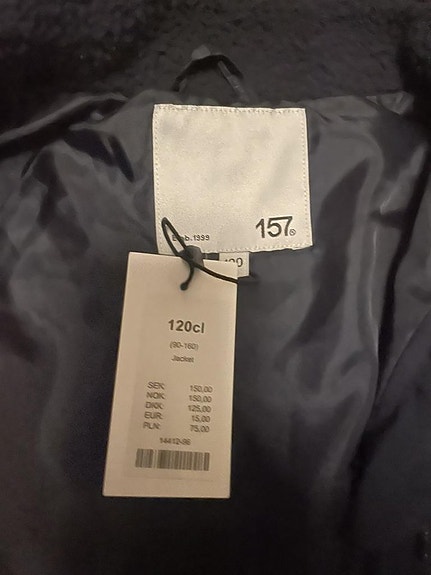 157®
Estab.1999
120cl
(90-160)
Jacket
SEK: 150,00
NOK: 150,00
DKK: 125,00
EUR: 15,00
PLN: 75,00
14412-96